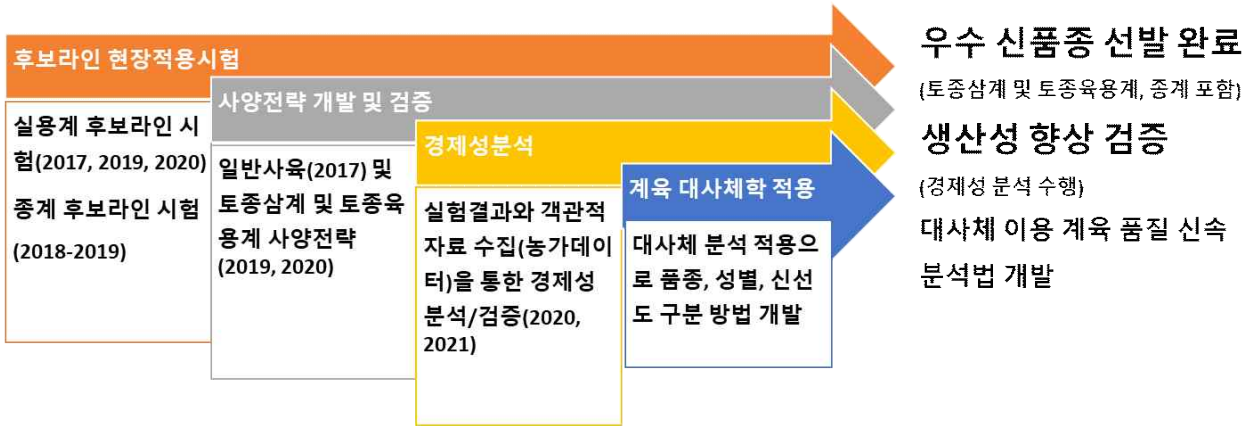 후보라인 현장적용시험
실용계 후보라인 시
험(2017, 2019, 2020)
종계 후보라인 시험
(2018-2019)
사양전략 개발 및 검증
일반사육(2017) 및
토종삼계 및 토종육
용계 사양전략
(2019, 2020)
경제성분석
실험결과와 객관적
자료 수집(농가데이
터)을 통한 경제성
분석/검증(2020,
2021)
계육 대사체학 적용
대사체 분석 적용으
로 품종, 성별, 신선
도 구분 방법 개발
우수 신품종 선발 완료
(토종삼계 및 토종육용계, 종계 포함)
생산성 향상 검증
(경제성 분석 수행)
대사체 이용 계육 품질 신속
분석법 개발